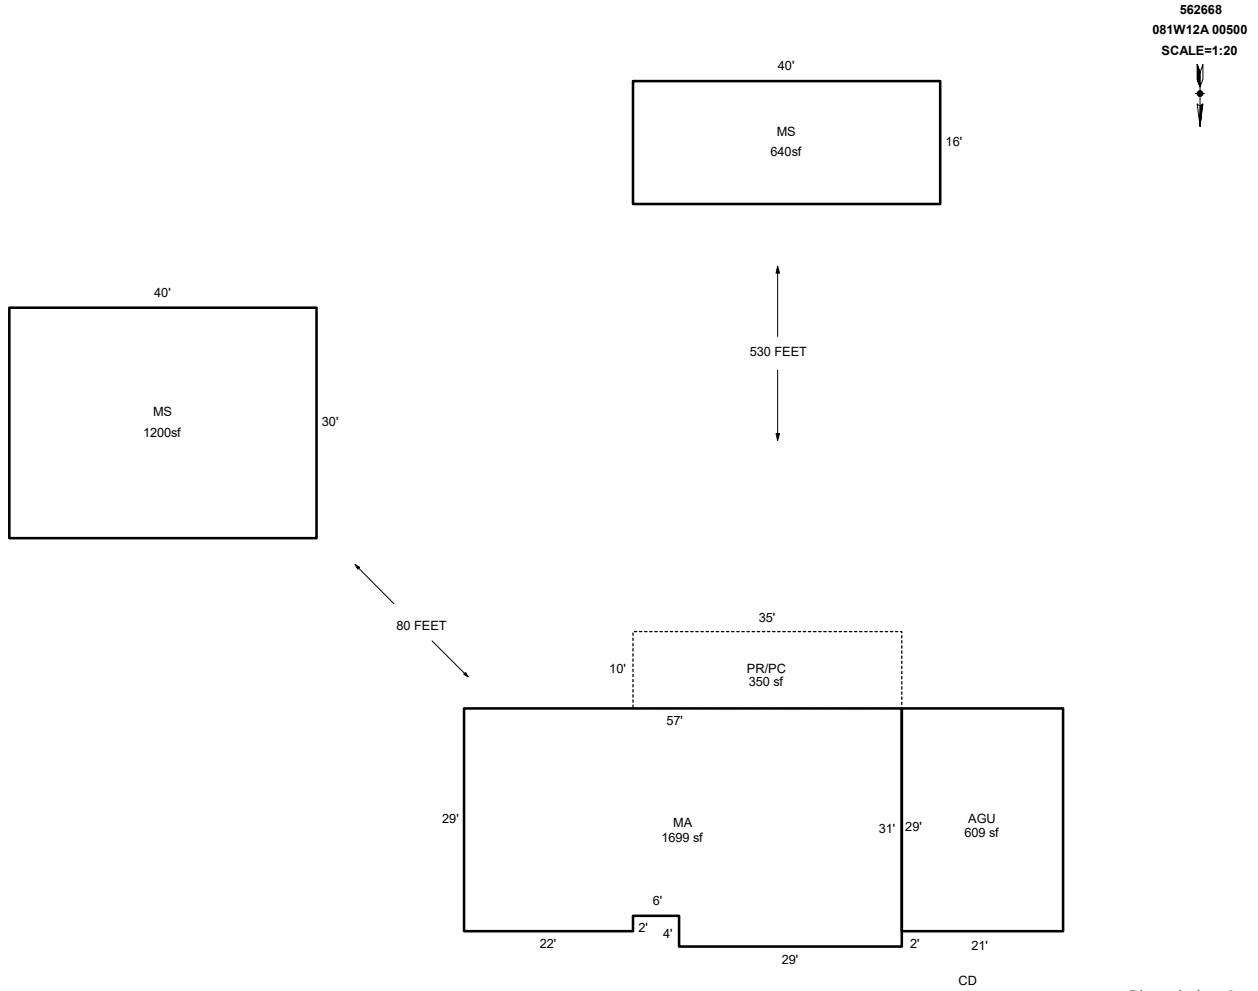 562668
081W12A 00500
SCALE=1:20
40'
MS
640sf
16'
40'
MS
1200sf
30'
530 FEET
80 FEET
35'
10'
PR/PC
350 sf
57'
29'
MA
1699 sf
31'
29'
AGU
609 sf
6'
2'
4'
22'
29'
2'
21'
CD